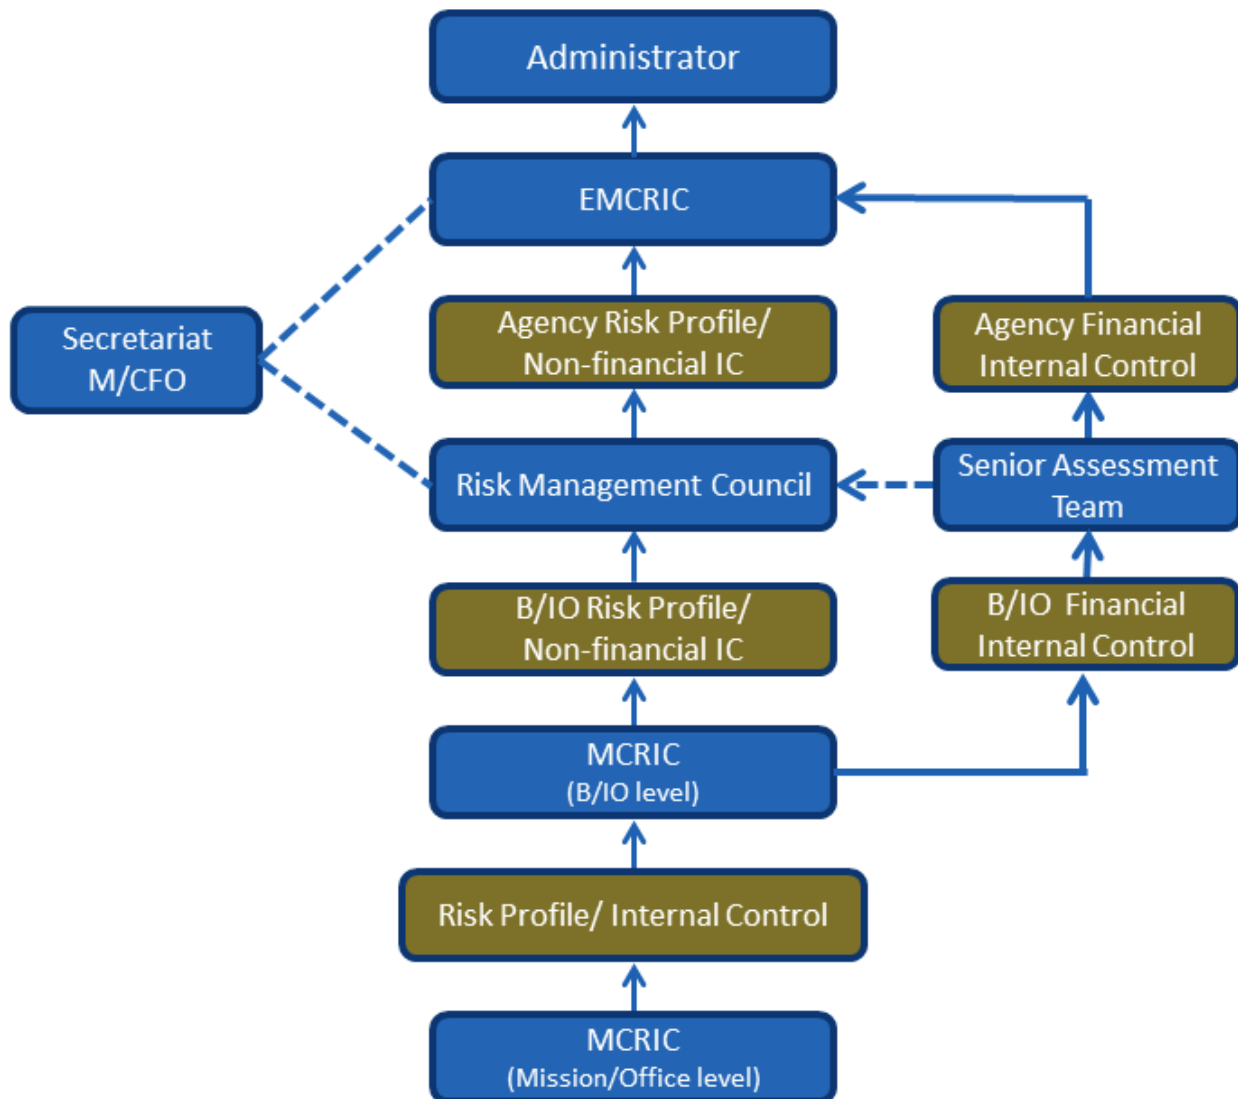 Administrator
EMCRIC
Secretariat
M/CFO
Agency Risk Profile/
Non-financial IC
Agency Financial
Internal Control
Risk Management Council
Senior Assessment
Team
B/IO Risk Profile/
Non-financial IC
B/IO  Financial
Internal Control
MCRIC
(B/IO level)
Risk Profile/ Internal Control
MCRIC
(Mission/Office level)